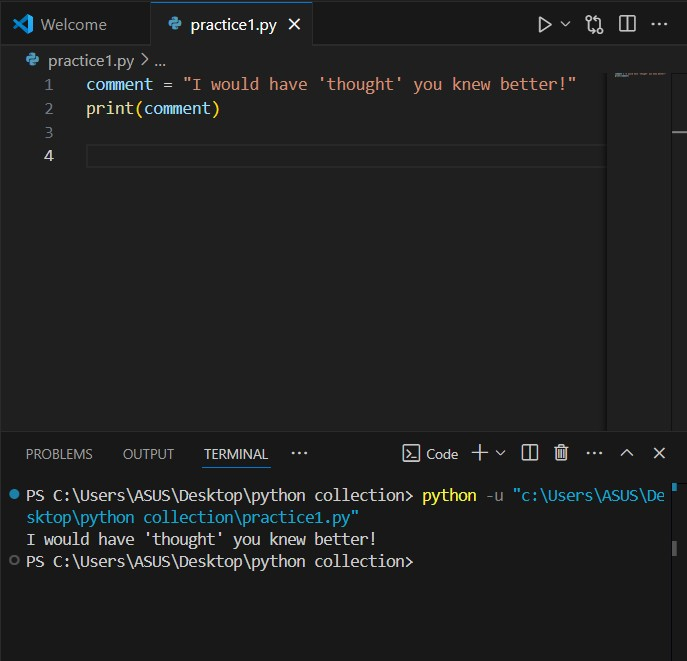 Welcome
practice1.py
practice1.py > ...
1 comment = "I would have 'thought' you knew better!"
2 print(comment)
3
4
PROBLEMS OUTPUT TERMINAL ... Code
PS C:\Users\ASUS\Desktop\python collection> python -u "c:\Users\ASUS\De
sktop\python collection\practice1.py"
I would have 'thought' you knew better!
PS C:\Users\ASUS\Desktop\python collection>